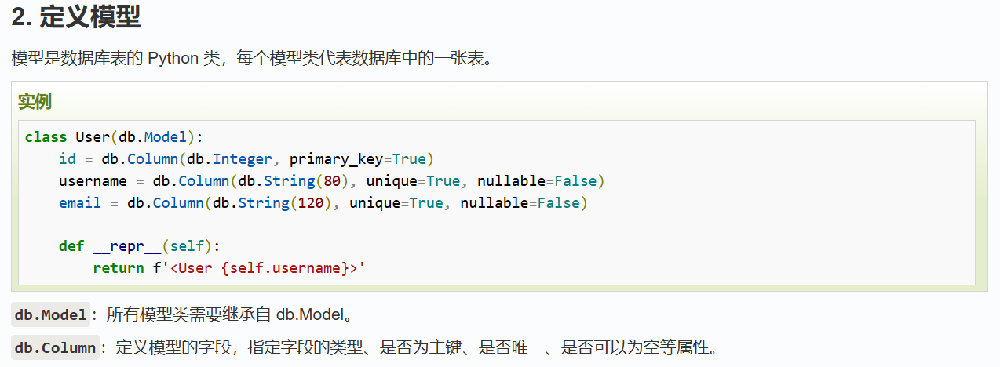 2. 定义模型
模型是数据库表的 Python 类，每个模型类代表数据库中的一张表。
实例
class User(db.Model):
    id = db.Column(db.Integer, primary_key=True)
    username = db.Column(db.String(80), unique=True, nullable=False)
    email = db.Column(db.String(120), unique=True, nullable=False)

    def __repr__(self):
        return f'<User {self.username}>'
db.Model：所有模型类需要继承自 db.Model。
db.Column：定义模型的字段，指定字段的类型、是否为主键、是否唯一、是否可以为空等属性。